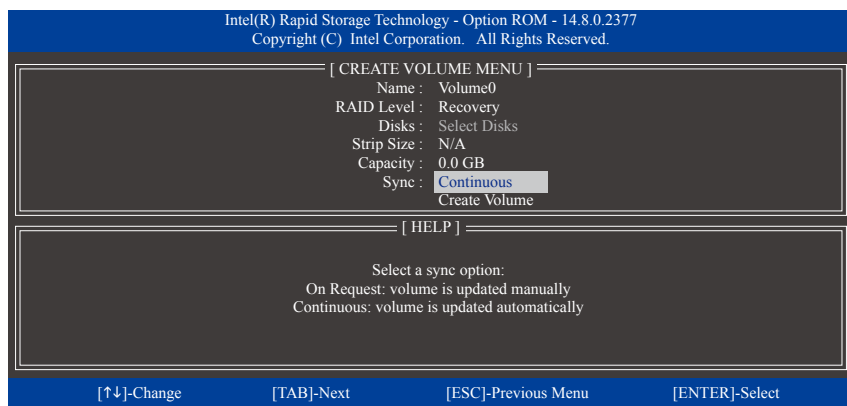 Intel(R) Rapid Storage Technology - Option ROM - 14.8.0.2377
Copyright (C) Intel Corporation. All Rights Reserved.
[ CREATE VOLUME MENU ]
Name : Volume0
RAID Level : Recovery
Disks : Select Disks
Strip Size : N/A
Capacity : 0.0 GB
Sync : Continuous
Create Volume
[ HELP ]
Select a sync option:
On Request: volume is updated manually
Continuous: volume is updated automatically
[↑↓]-Change [TAB]-Next [ESC]-Previous Menu [ENTER]-Select